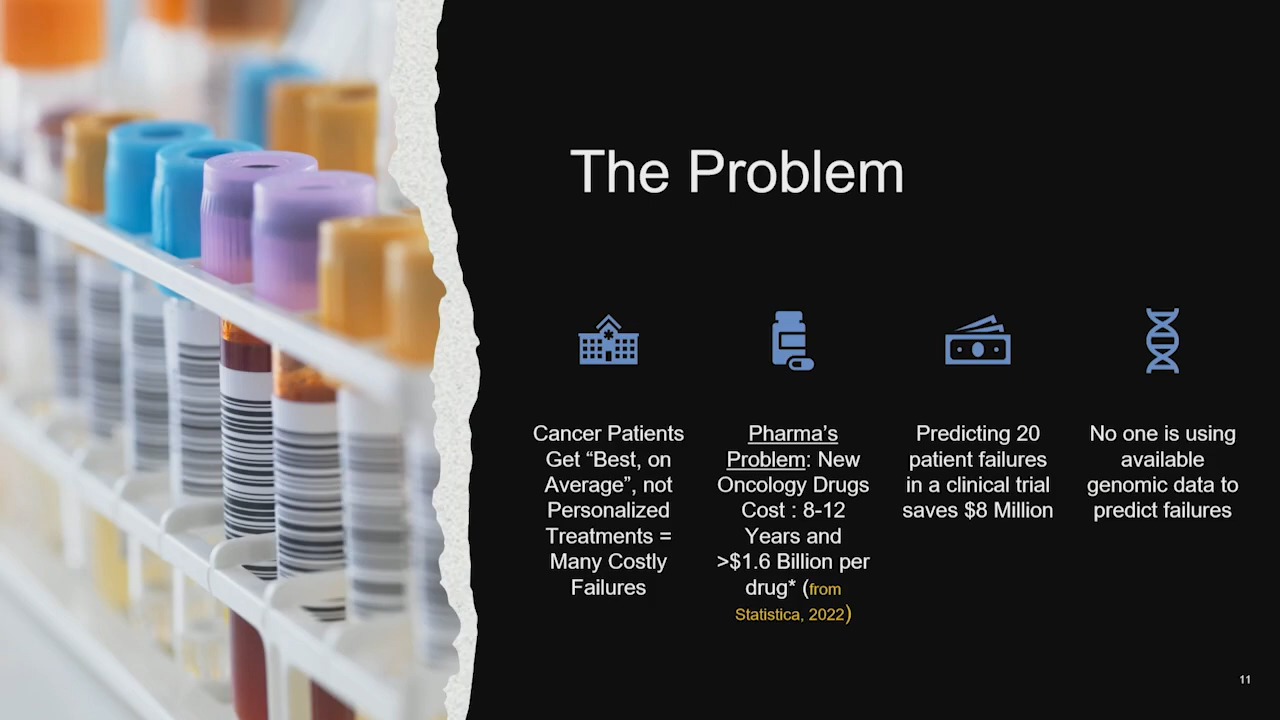 The Problem
Cancer Patients
Get “Best, on
Average”, not
Personalized
Treatments =
Many Costly
Failures
Pharma’s
Problem: New
Oncology Drugs
Cost : 8-12
Years and
>$1.6 Billion per
drug* (from
Statistica, 2022)
Predicting 20
patient failures
in a clinical trial
saves $8 Million
No one is using
available
genomic data to
predict failures
11